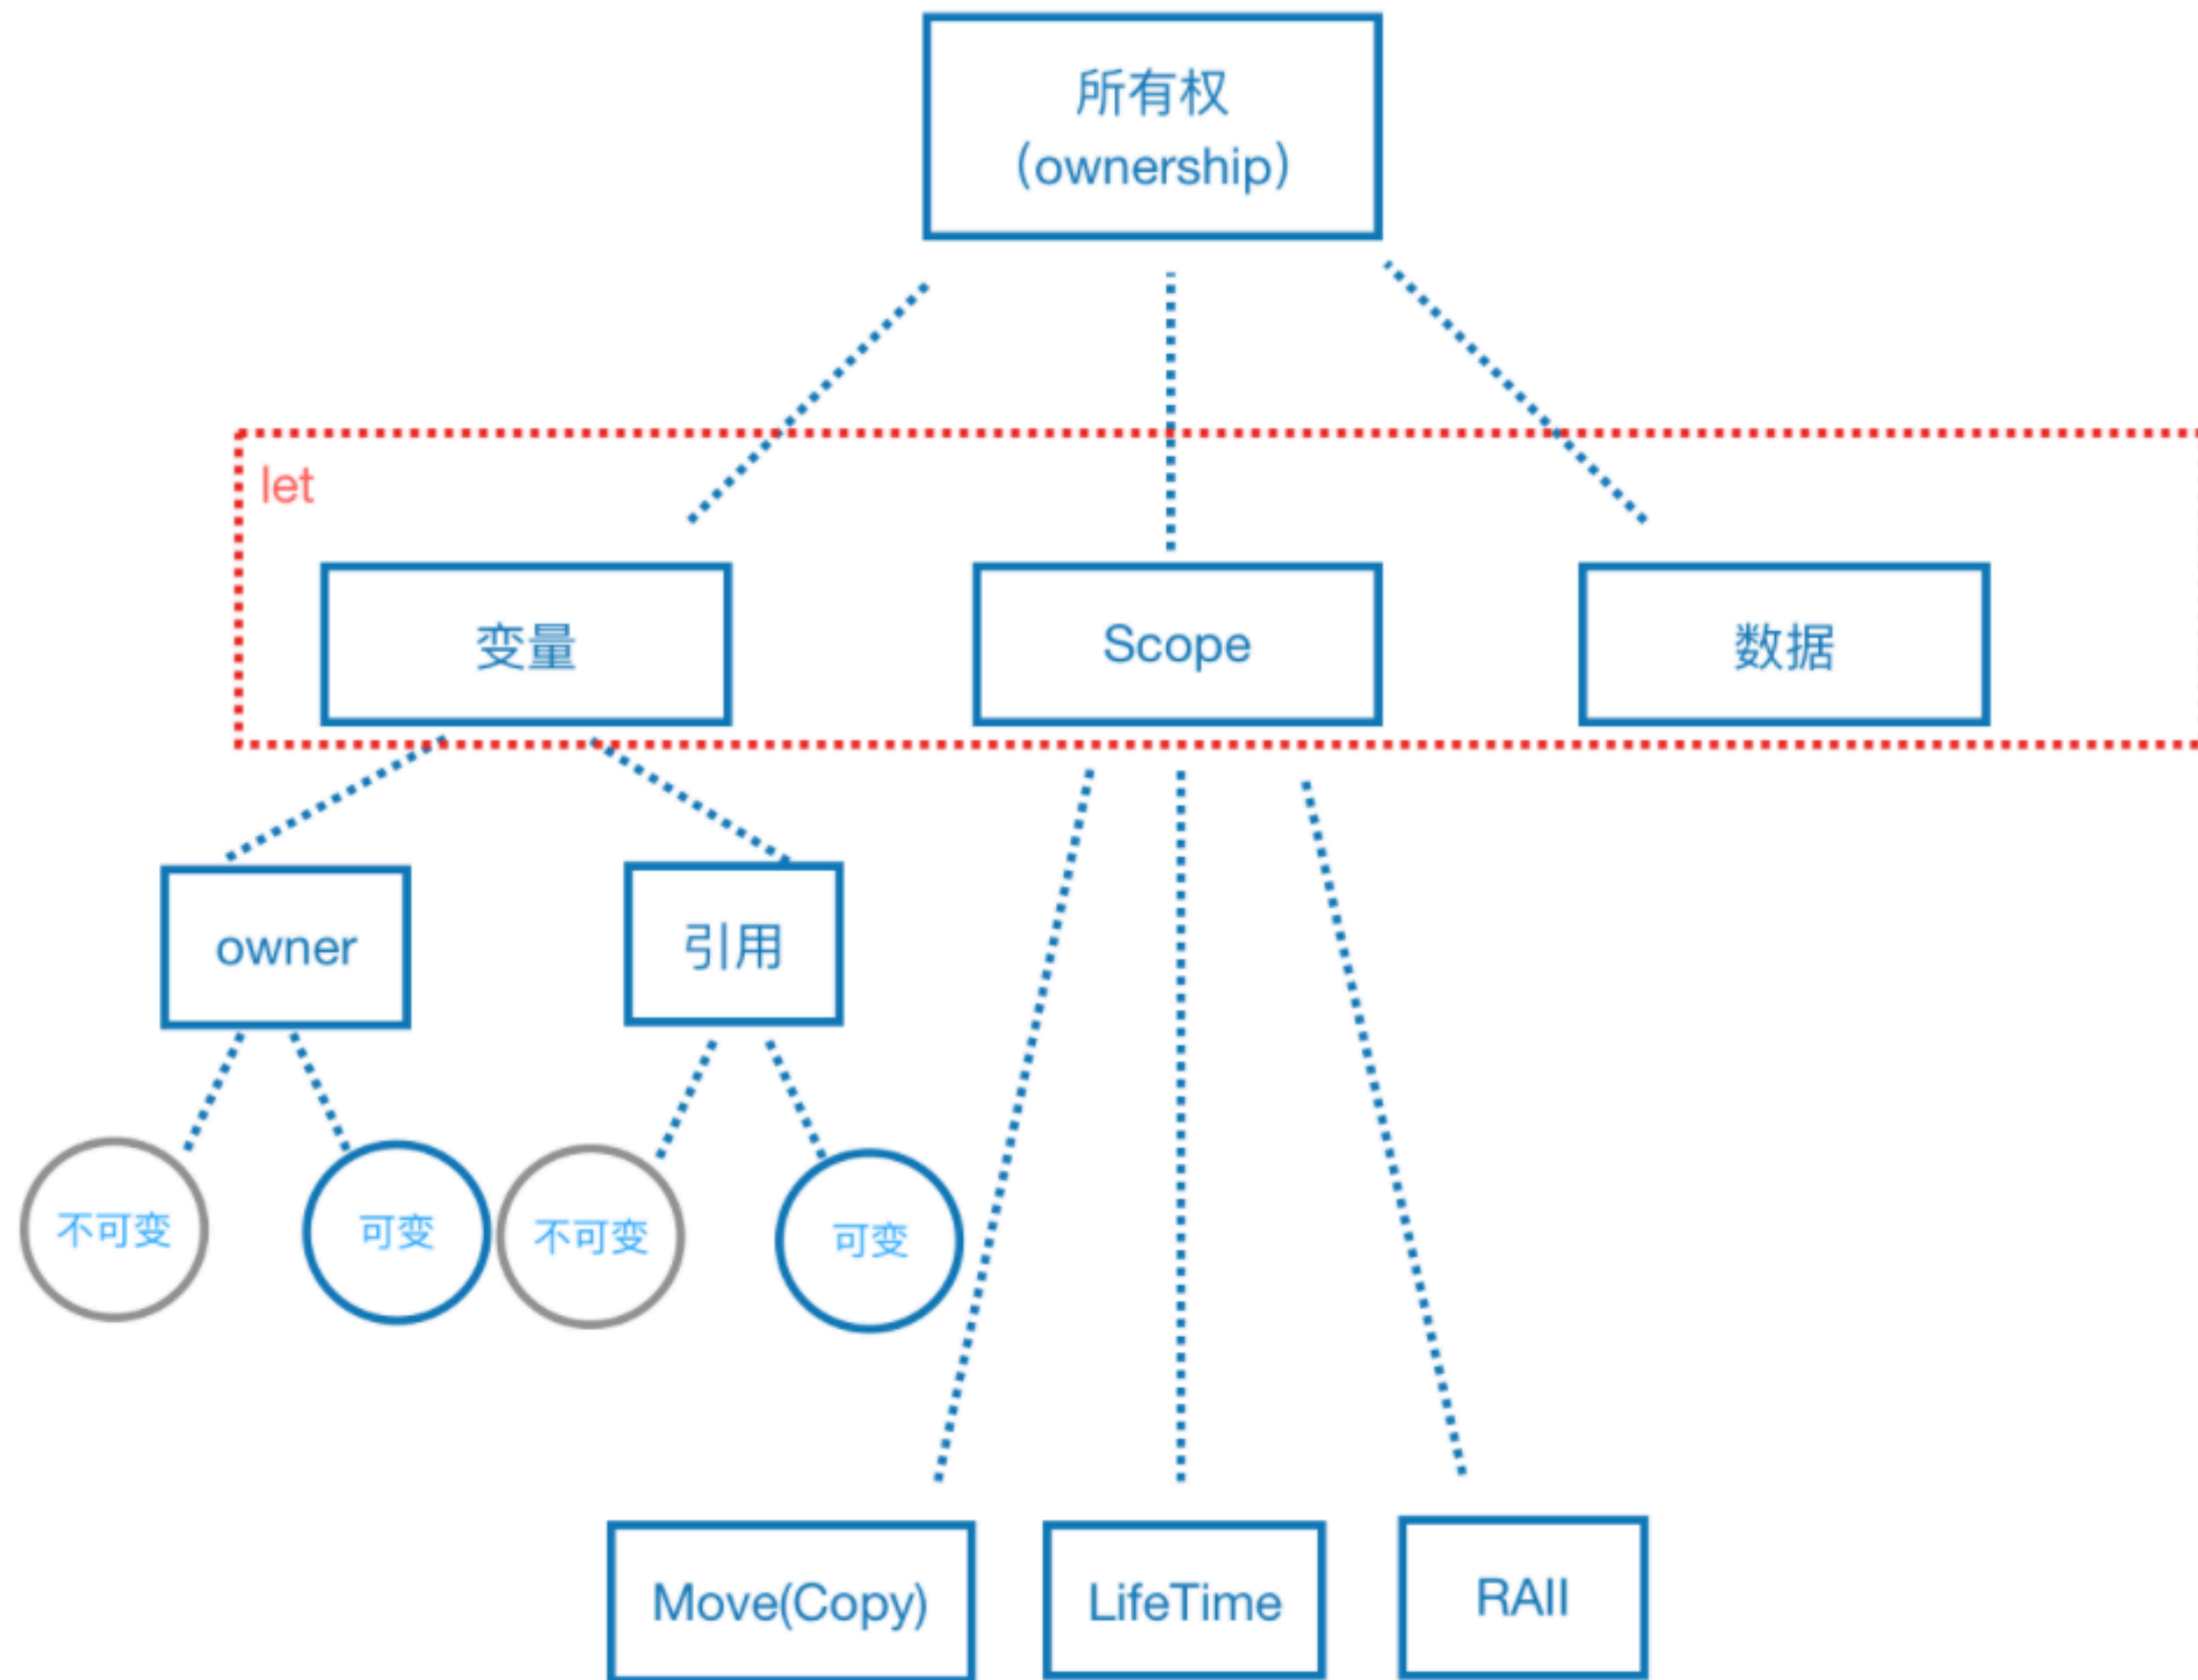 所有权
(ownership)
let
变量
Scope
数据
owner
引用
不可变
可变
不可变
可变
Move(Copy)
LifeTime
RAII